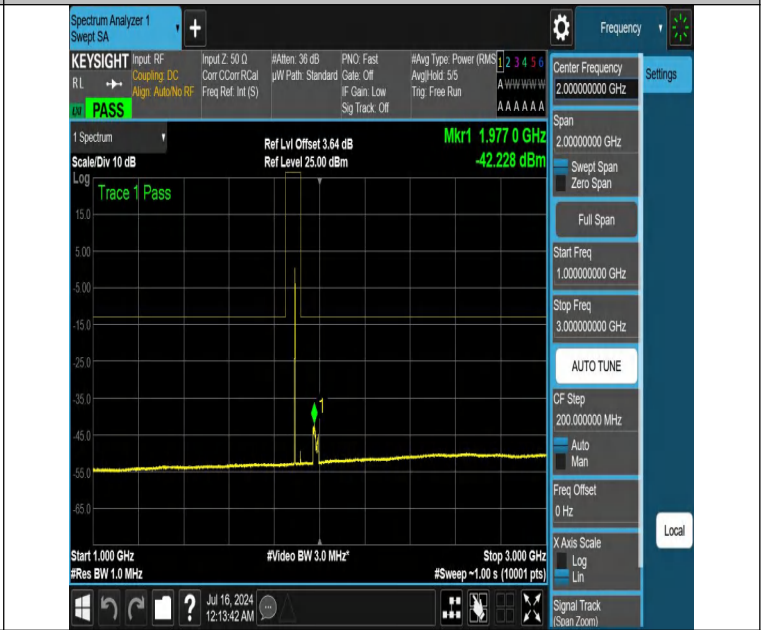 Spectrum Analyzer 1
Swept SA
Frequency
KEYSIGHT
RL
PASS
Input: RF
Coupling: DC
Align: Auto/No RF
Input Z: 50 Ω
Corr CCorr RCal
Freq Ref: Int (S)
#Atten: 36 dB
µW Path: Standard
PNO: Fast
Gate: Off
IF Gain: Low
Sig Track: Off
#Avg Type: Power (RMS
Avg|Hold: 5/5
Trig: Free Run
1 2 3 4 5 6
A W W W W W
A A A A A A
1 Spectrum
Scale/Div 10 dB
Ref Lvl Offset 3.64 dB
Ref Level 25.00 dBm
Mkr1 1.977 0 GHz
-42.228 dBm
Log
Trace 1 Pass
15.0
5.00
-5.00
-15.0
-25.0
-35.0
1
-45.0
-55.0
-65.0
Start 1.000 GHz
#Res BW 1.0 MHz
#Video BW 3.0 MHz*
Stop 3.000 GHz
#Sweep ~1.00 s (10001 pts)
Jul 16, 2024
12:13:42 AM
Center Frequency
2.000000000 GHz
Settings
Span
2.00000000 GHz
Swept Span
Zero Span
Full Span
Start Freq
1.000000000 GHz
Stop Freq
3.000000000 GHz
AUTO TUNE
CF Step
200.000000 MHz
Auto
Man
Freq Offset
0 Hz
X Axis Scale
Log
Lin
Signal Track
(Span Zoom)
Local